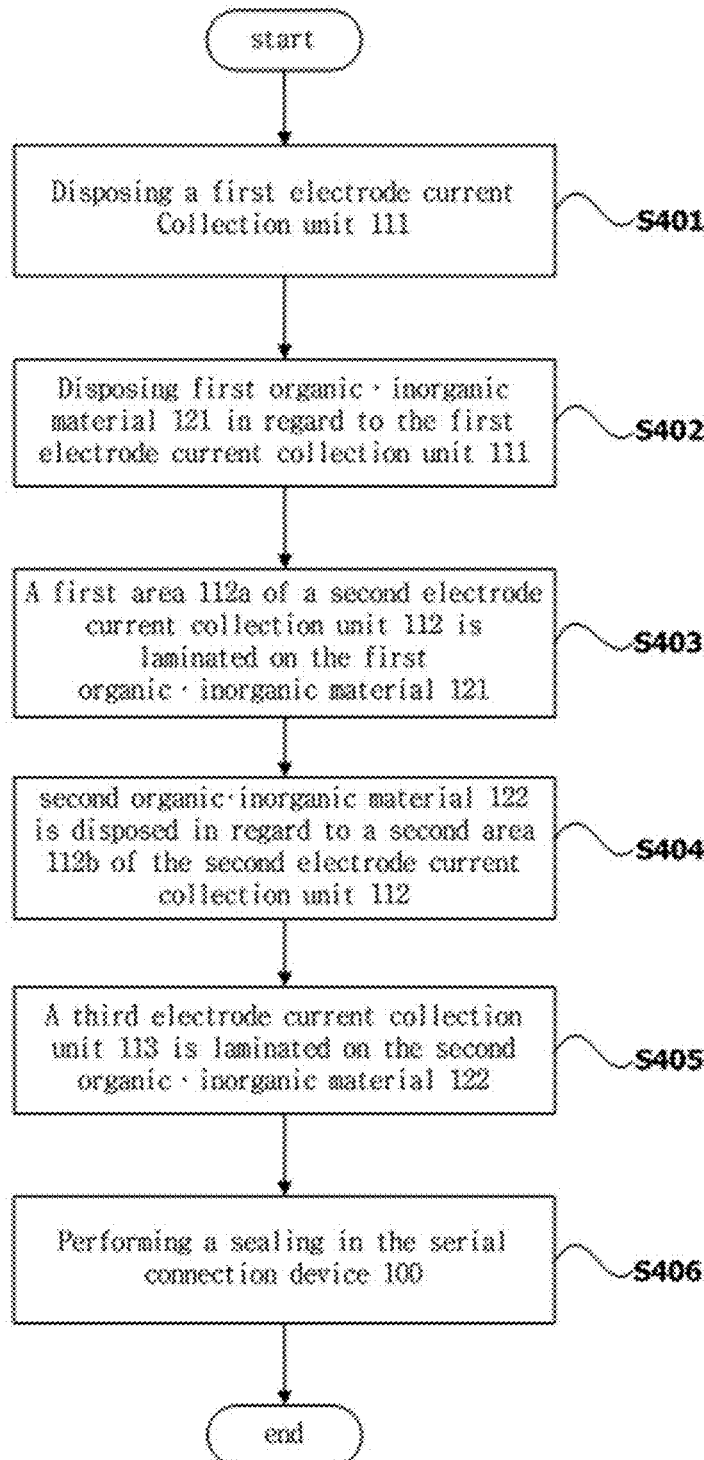 start
Disposing a first electrode current
Collection unit 111
S401
Disposing first organic·inorganic
material 121 in regard to the first
electrode current collection unit 111
S402
A first area 112a of a second electrode
current collection unit 112 is
laminated on the first
organic·inorganic material 121
S403
second organic·inorganic material 122
is disposed in regard to a second area
112b of the second electrode current
collection unit 112
S404
A third electrode current collection
unit 113 is laminated on the second
organic·inorganic material 122
S405
Performing a sealing in the serial
connection device 100
S406
end